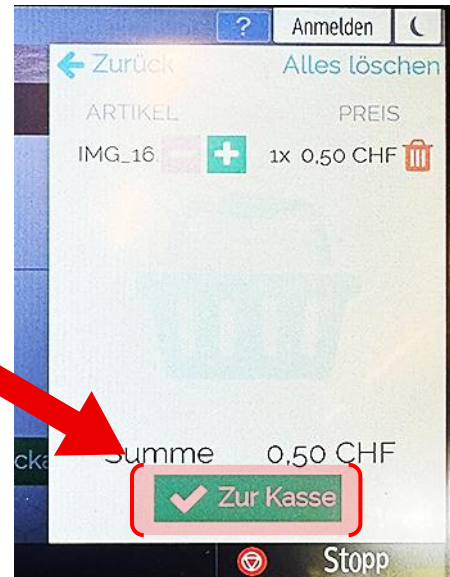 ? Anmelden
Zurück Alles löschen
ARTIKEL PREIS
IMG_16. 1x 0,50 CHF
Summe 0,50 CHF
Zur Kasse
Stopp